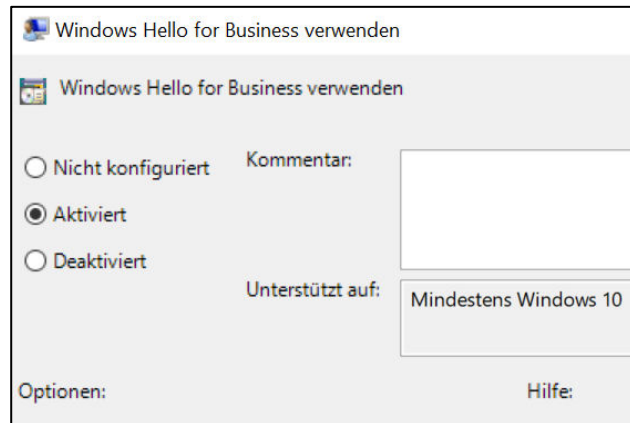 Windows Hello for Business verwenden
Windows Hello for Business verwenden
Nicht konfiguriert
Kommentar:
Aktiviert
Deaktiviert
Unterstützt auf:
Mindestens Windows 10
Optionen:
Hilfe: